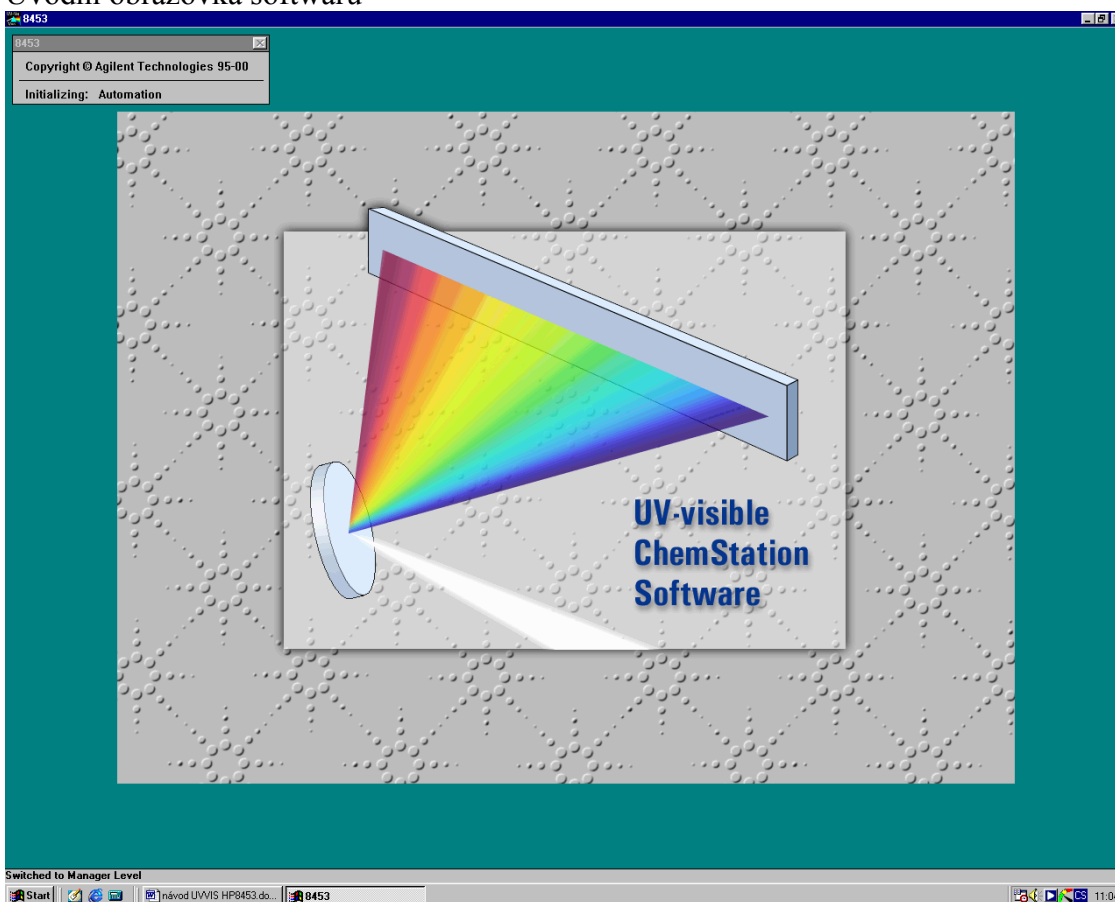 Úvodní obrazovka softwaru
8453
8453
Copyright © Agilent Technologies 95-00
Initializing: Automation
UV-visible
ChemStation
Software
Switched to Manager Level
Start
návod UVVIS HP8453.do...
8453
CS